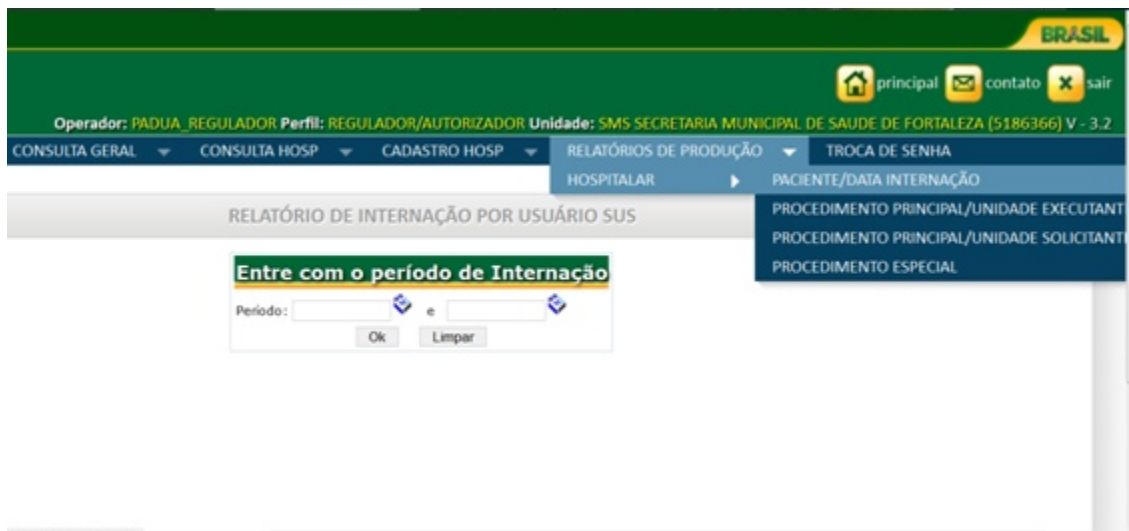 BRASIL
principal contato sair
Operador: PADUA_REGULADOR Perfil: REGULADOR/AUTORIZADOR Unidade: SMS SECRETARIA MUNICIPAL DE SAUDE DE FORTALEZA (5186366) V - 3.2
CONSULTA GERAL CONSULTA HOSP CADASTRO HOSP RELATÓRIOS DE PRODUÇÃO TROCA DE SENHA
HOSPITALAR PACIENTE/DATA INTERNAÇÃO
PROCEDIMENTO PRINCIPAL/UNIDADE EXECUTANT
PROCEDIMENTO PRINCIPAL/UNIDADE SOLICITANT
PROCEDIMENTO ESPECIAL
RELATÓRIO DE INTERNAÇÃO POR USUÁRIO SUS
Entre com o período de Internação
Período: e
Ok Limpar